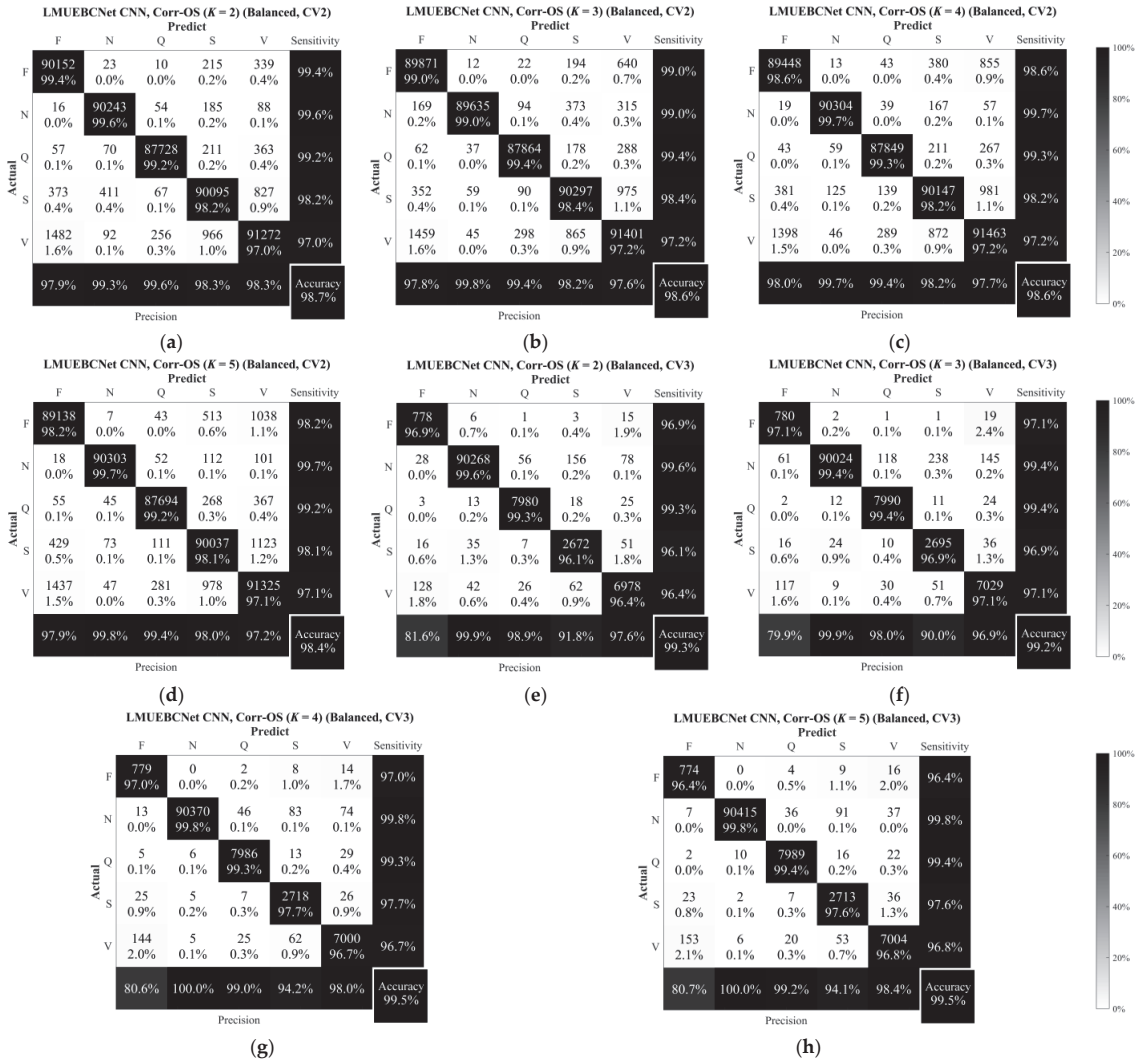 LMUEBCNet CNN, Corr-OS (K = 2) (Balanced, CV2)
Predict
F N Q S V Sensitivity
F 90152 23 10 215 339 99.4%
99.4% 0.0% 0.0% 0.2% 0.4%
N 16 90243 54 185 88 99.6%
0.0% 99.6% 0.1% 0.2% 0.1%
Q 57 70 87728 211 363 99.2%
0.1% 0.1% 99.2% 0.2% 0.4%
Actual
S 373 411 67 90095 827 98.2%
0.4% 0.4% 0.1% 98.2% 0.9%
V 1482 92 256 966 91272 97.0%
1.6% 0.1% 0.3% 1.0% 97.0%
97.9% 99.3% 99.6% 98.3% 98.3% Accuracy
98.7%
Precision
(a)
LMUEBCNet CNN, Corr-OS (K = 3) (Balanced, CV2)
Predict
F N Q S V Sensitivity
F 89871 12 22 194 640 99.0%
99.0% 0.0% 0.0% 0.2% 0.7%
N 169 89635 94 373 315 99.0%
0.2% 99.0% 0.1% 0.4% 0.3%
Q 62 37 87864 178 288 99.4%
0.1% 0.0% 99.4% 0.2% 0.3%
Actual
S 352 59 90 90297 975 98.4%
0.4% 0.1% 0.1% 98.4% 1.1%
V 1459 45 298 865 91401 97.2%
1.6% 0.0% 0.3% 0.9% 97.2%
97.8% 99.8% 99.4% 98.2% 97.6% Accuracy
98.6%
Precision
(b)
LMUEBCNet CNN, Corr-OS (K = 4) (Balanced, CV2)
Predict
F N Q S V Sensitivity
F 89448 13 43 380 855 98.6%
98.6% 0.0% 0.0% 0.4% 0.9%
N 19 90304 39 167 57 99.7%
0.0% 99.7% 0.0% 0.2% 0.1%
Q 43 59 87849 211 267 99.3%
0.0% 0.1% 99.3% 0.2% 0.3%
Actual
S 381 125 139 90147 981 98.2%
0.4% 0.1% 0.2% 98.2% 1.1%
V 1398 46 289 872 91463 97.2%
1.5% 0.0% 0.3% 0.9% 97.2%
98.0% 99.7% 99.4% 98.2% 97.7% Accuracy
98.6%
Precision
(c)
100%
80%
60%
40%
20%
0%
LMUEBCNet CNN, Corr-OS (K = 5) (Balanced, CV2)
Predict
F N Q S V Sensitivity
F 89138 7 43 513 1038 98.2%
98.2% 0.0% 0.0% 0.6% 1.1%
N 18 90303 52 112 101 99.7%
0.0% 99.7% 0.1% 0.1% 0.1%
Q 55 45 87694 268 367 99.2%
0.1% 0.1% 99.2% 0.3% 0.4%
Actual
S 429 73 111 90037 1123 98.1%
0.5% 0.1% 0.1% 98.1% 1.2%
V 1437 47 281 978 91325 97.1%
1.5% 0.0% 0.3% 1.0% 97.1%
97.9% 99.8% 99.4% 98.0% 97.2% Accuracy
98.4%
Precision
(d)
LMUEBCNet CNN, Corr-OS (K = 2) (Balanced, CV3)
Predict
F N Q S V Sensitivity
F 778 6 1 3 15 96.9%
96.9% 0.7% 0.1% 0.4% 1.9%
N 28 90268 56 156 78 99.6%
0.0% 99.6% 0.1% 0.2% 0.1%
Q 3 13 7980 18 25 99.3%
0.0% 0.2% 99.3% 0.2% 0.3%
Actual
S 16 35 7 2672 51 96.1%
0.6% 1.3% 0.3% 96.1% 1.8%
V 128 42 26 62 6978 96.4%
1.8% 0.6% 0.4% 0.9% 96.4%
81.6% 99.9% 98.9% 91.8% 97.6% Accuracy
99.3%
Precision
(e)
LMUEBCNet CNN, Corr-OS (K = 3) (Balanced, CV3)
Predict
F N Q S V Sensitivity
F 780 2 1 1 19 97.1%
97.1% 0.2% 0.1% 0.1% 2.4%
N 61 90024 118 238 145 99.4%
0.1% 99.4% 0.1% 0.3% 0.2%
Q 2 12 7990 11 24 99.4%
0.0% 0.1% 99.4% 0.1% 0.3%
Actual
S 16 24 10 2695 36 96.9%
0.6% 0.9% 0.4% 96.9% 1.3%
V 117 9 30 51 7029 97.1%
1.6% 0.1% 0.4% 0.7% 97.1%
79.9% 99.9% 98.0% 90.0% 96.9% Accuracy
99.2%
Precision
(f)
100%
80%
60%
40%
20%
0%
LMUEBCNet CNN, Corr-OS (K = 4) (Balanced, CV3)
Predict
F N Q S V Sensitivity
F 779 0 2 8 14 97.0%
97.0% 0.0% 0.2% 1.0% 1.7%
N 13 90370 46 83 74 99.8%
0.0% 99.8% 0.1% 0.1% 0.1%
Q 5 6 7986 13 29 99.3%
0.1% 0.1% 99.3% 0.2% 0.4%
Actual
S 25 5 7 2718 26 97.7%
0.9% 0.2% 0.3% 97.7% 0.9%
V 144 5 25 62 7000 96.7%
2.0% 0.1% 0.3% 0.9% 96.7%
80.6% 100.0% 99.0% 94.2% 98.0% Accuracy
99.5%
Precision
(g)
LMUEBCNet CNN, Corr-OS (K = 5) (Balanced, CV3)
Predict
F N Q S V Sensitivity
F 774 0 4 9 16 96.4%
96.4% 0.0% 0.5% 1.1% 2.0%
N 7 90415 36 91 37 99.8%
0.0% 99.8% 0.0% 0.1% 0.0%
Q 2 10 7989 16 22 99.4%
0.0% 0.1% 99.4% 0.2% 0.3%
Actual
S 23 2 7 2713 36 97.6%
0.8% 0.1% 0.3% 97.6% 1.3%
V 153 6 20 53 7004 96.8%
2.1% 0.1% 0.3% 0.7% 96.8%
80.7% 100.0% 99.2% 94.1% 98.4% Accuracy
99.5%
Precision
(h)
100%
80%
60%
40%
20%
0%